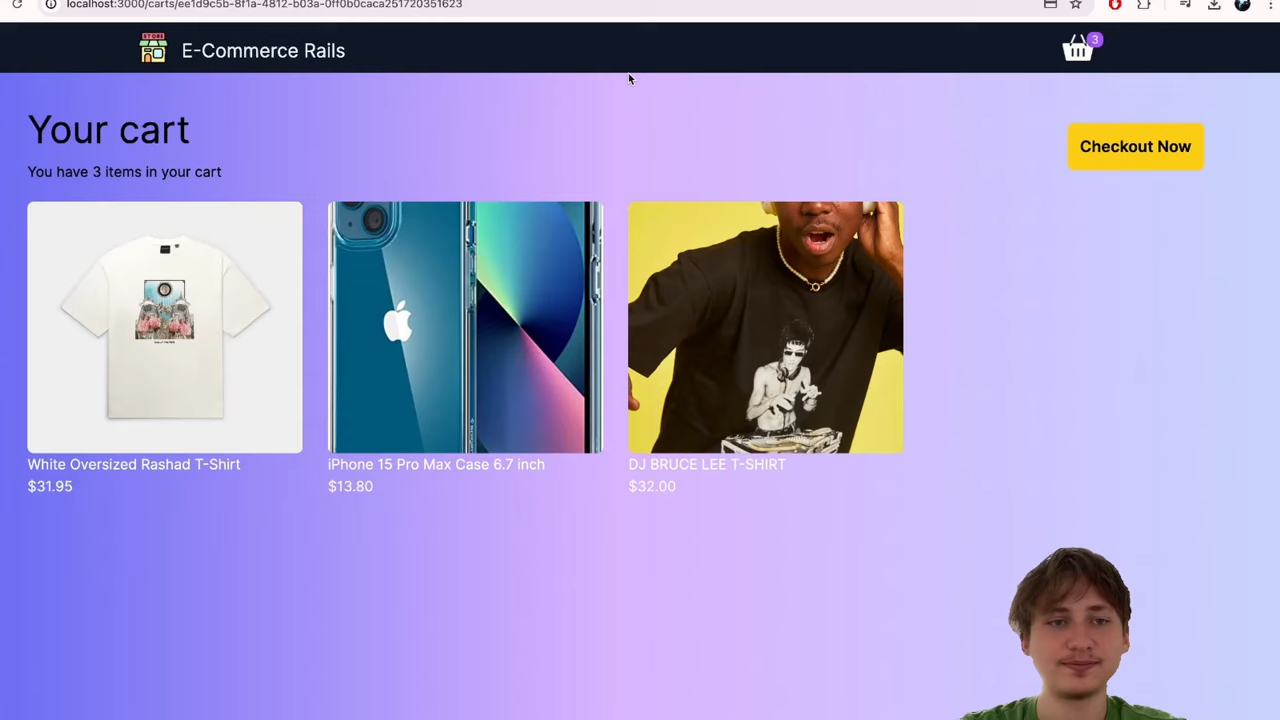 localhost:3000/carts/ee1d9c5b-8f1a-4812-b03a-0ff0b0caca251720351623
STORE
E-Commerce Rails
3
Your cart
Checkout Now
You have 3 items in your cart
White Oversized Rashad T-Shirt
iPhone 15 Pro Max Case 6.7 inch
DJ BRUCE LEE T-SHIRT
$31.95
$13.80
$32.00